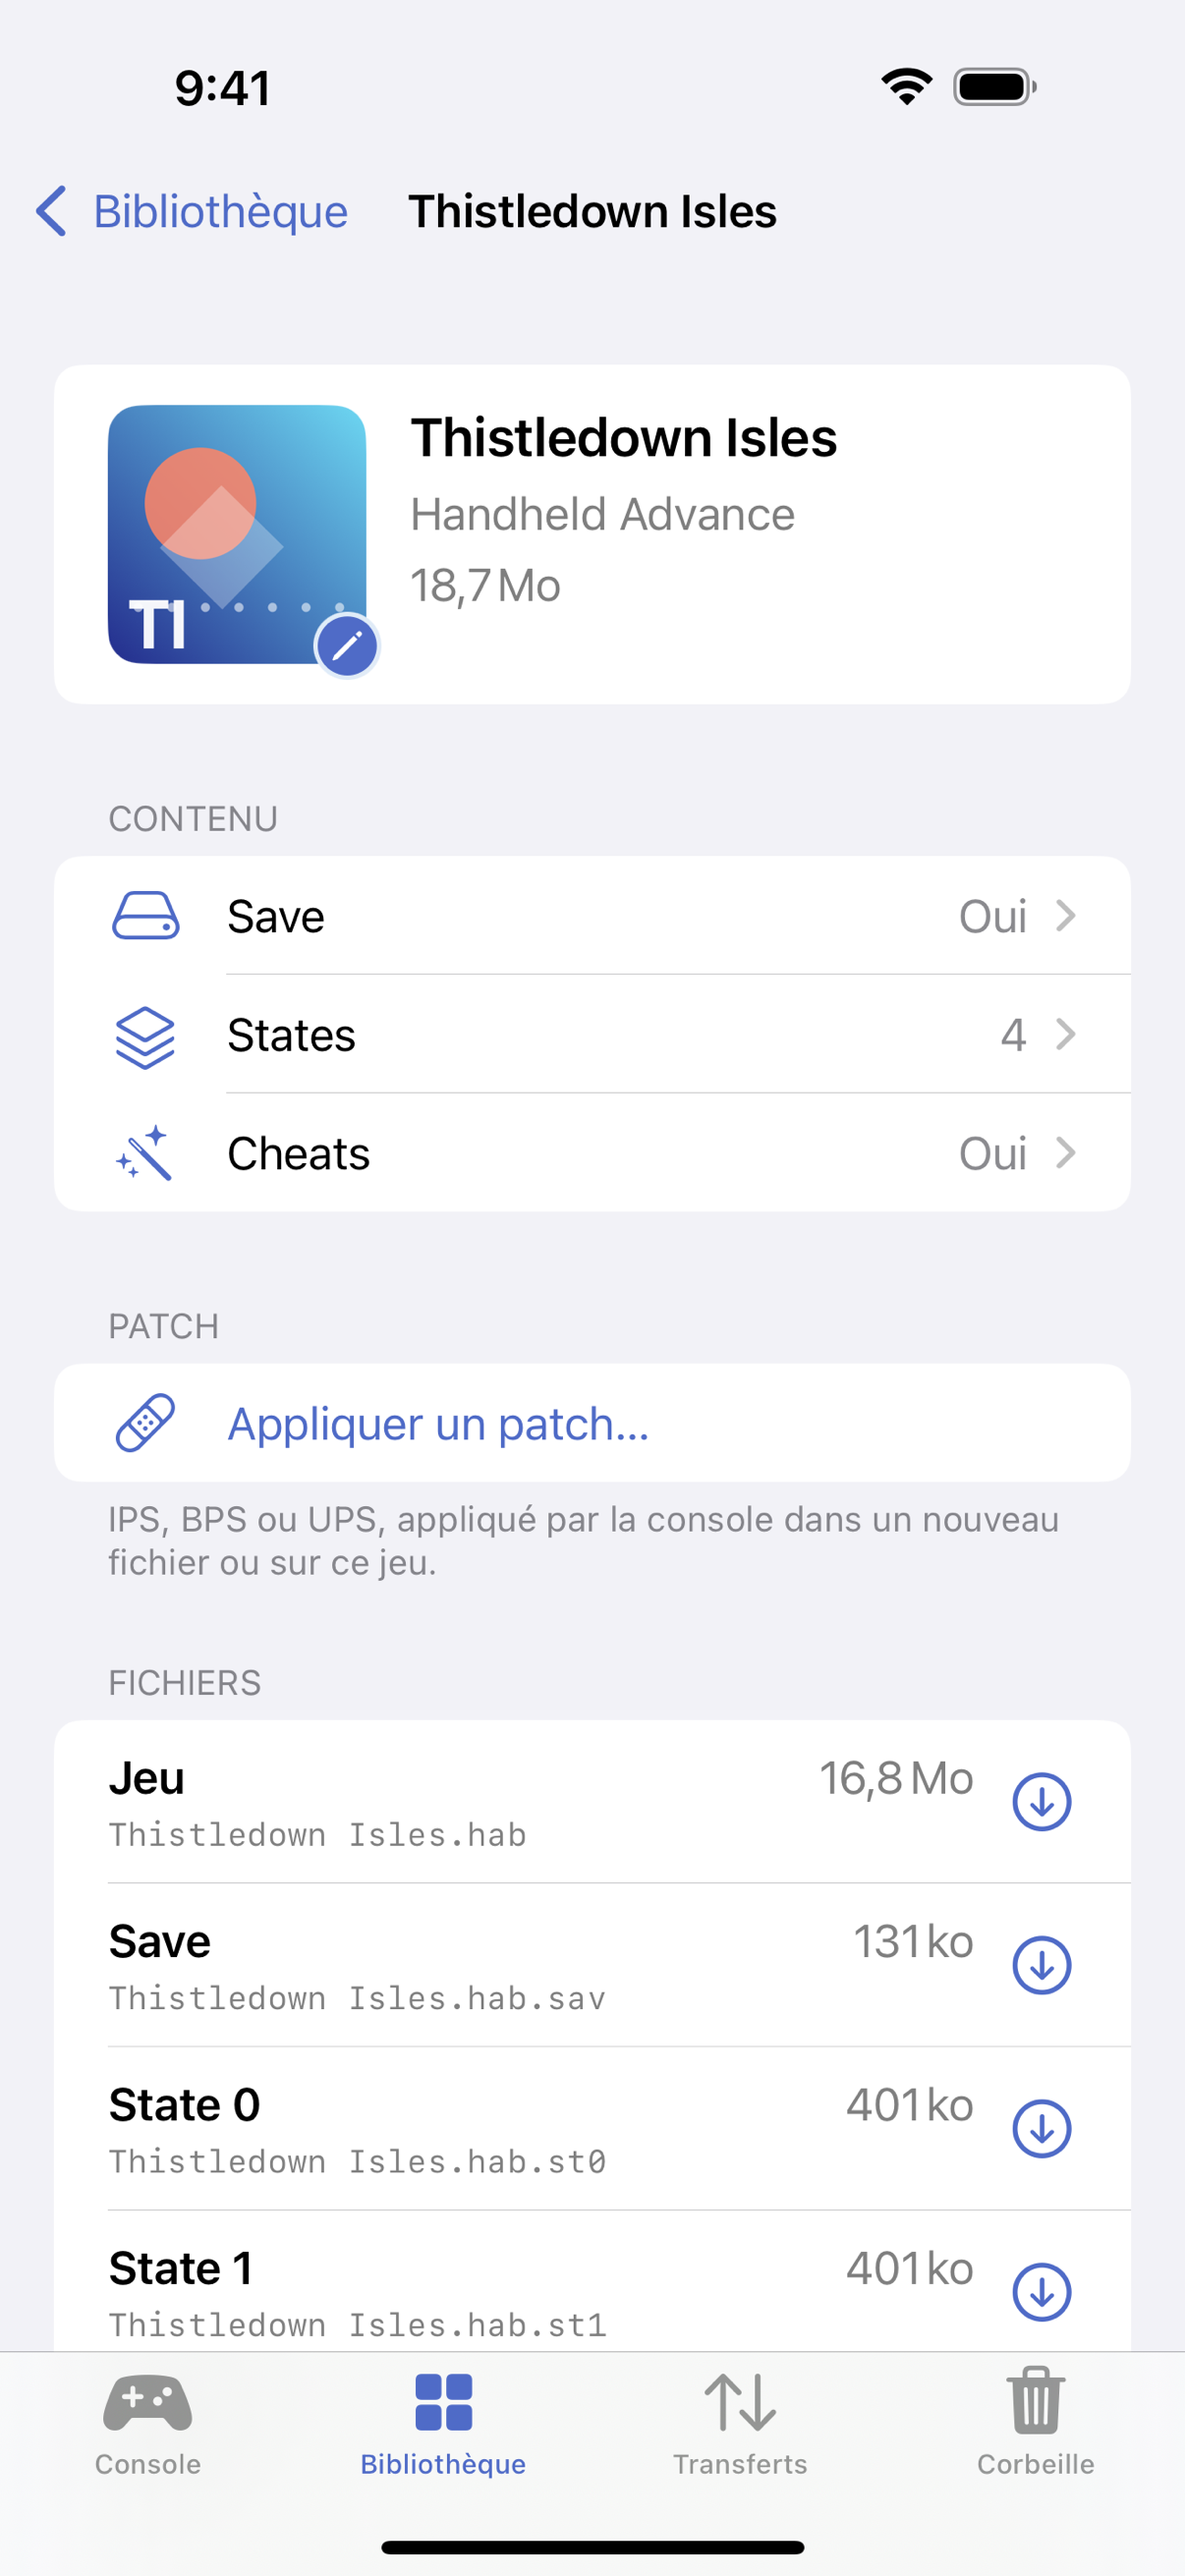 9:41
Bibliothèque
Thistledown Isles
TI
Thistledown Isles
Handheld Advance
18,7 Mo
CONTENU
Save Oui
States 4
Cheats Oui
PATCH
Appliquer un patch...
IPS, BPS ou UPS, appliqué par la console dans un nouveau
fichier ou sur ce jeu.
FICHIERS
Jeu 16,8 Mo
Thistledown Isles.hab
Save 131 ko
Thistledown Isles.hab.sav
State 0 401 ko
Thistledown Isles.hab.st0
State 1 401 ko
Thistledown Isles.hab.st1
Console Bibliothèque Transferts Corbeille